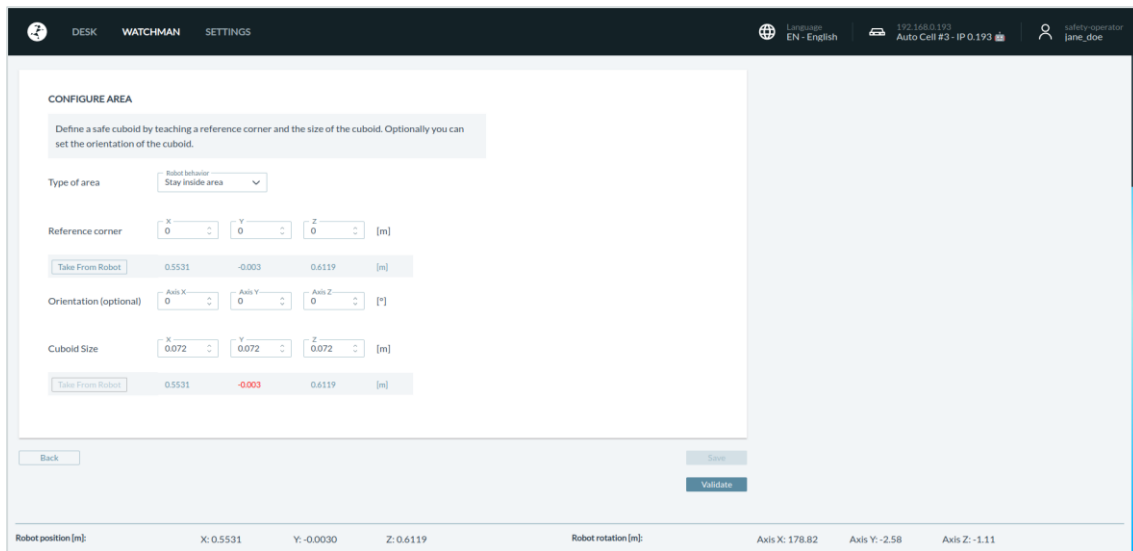 DESK WATCHMAN SETTINGS Language 192.168.0.193 safety-operator
EN - English Auto Cell #3 - IP 0.193 🤖 jane_doe
CONFIGURE AREA
Define a safe cuboid by teaching a reference corner and the size of the cuboid. Optionally you can
set the orientation of the cuboid.
Robot behavior
Type of area Stay inside area
X Y Z
Reference corner 0 0 0 [m]
Take From Robot 0.5531 -0.003 0.6119 [m]
Axis X Axis Y Axis Z
Orientation (optional) 0 0 0 [°]
X Y Z
Cuboid Size 0.072 0.072 0.072 [m]
Take From Robot 0.5531 -0.003 0.6119 [m]
Back Save
Validate
Robot position [m]: X: 0.5531 Y: -0.0030 Z: 0.6119 Robot rotation [m]: Axis X: 178.82 Axis Y: -2.58 Axis Z: -1.11